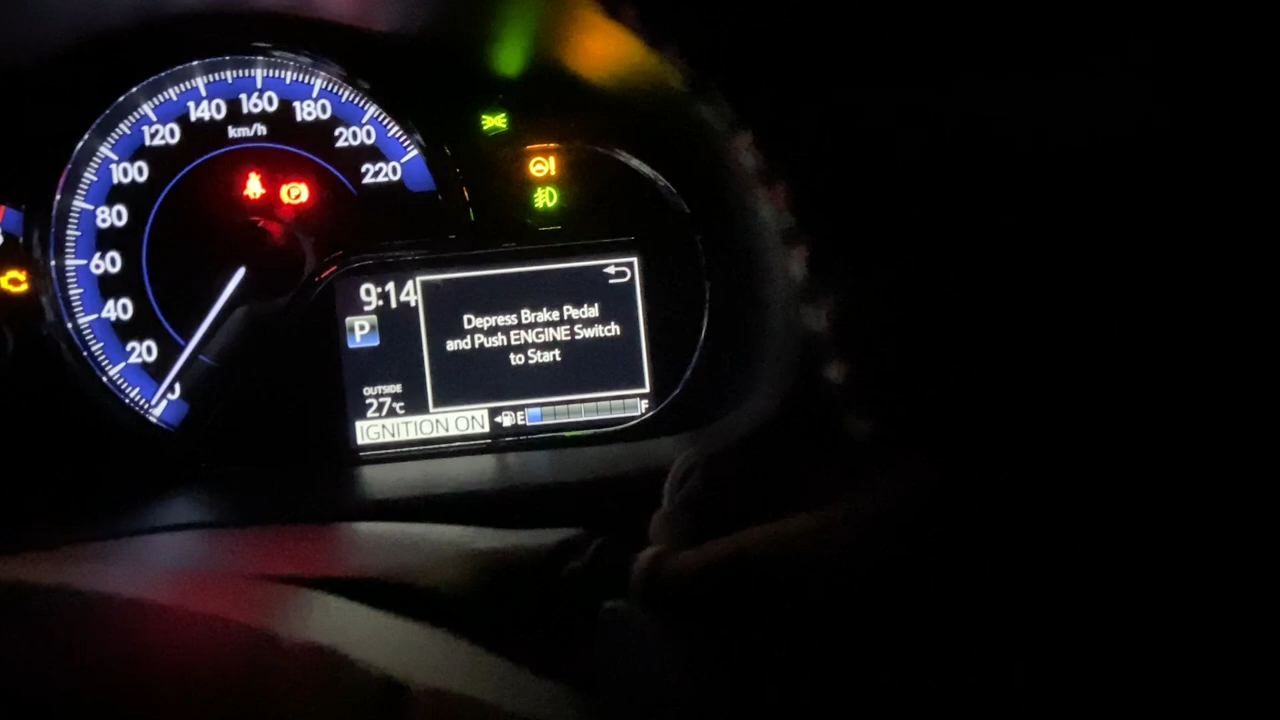 140 160 180
120 km/h 200
100 220
80
60
40
20
0
P
9:14
P
Depress Brake Pedal
and Push ENGINE Switch
to Start
OUTSIDE
27°C
IGNITION ON
E F